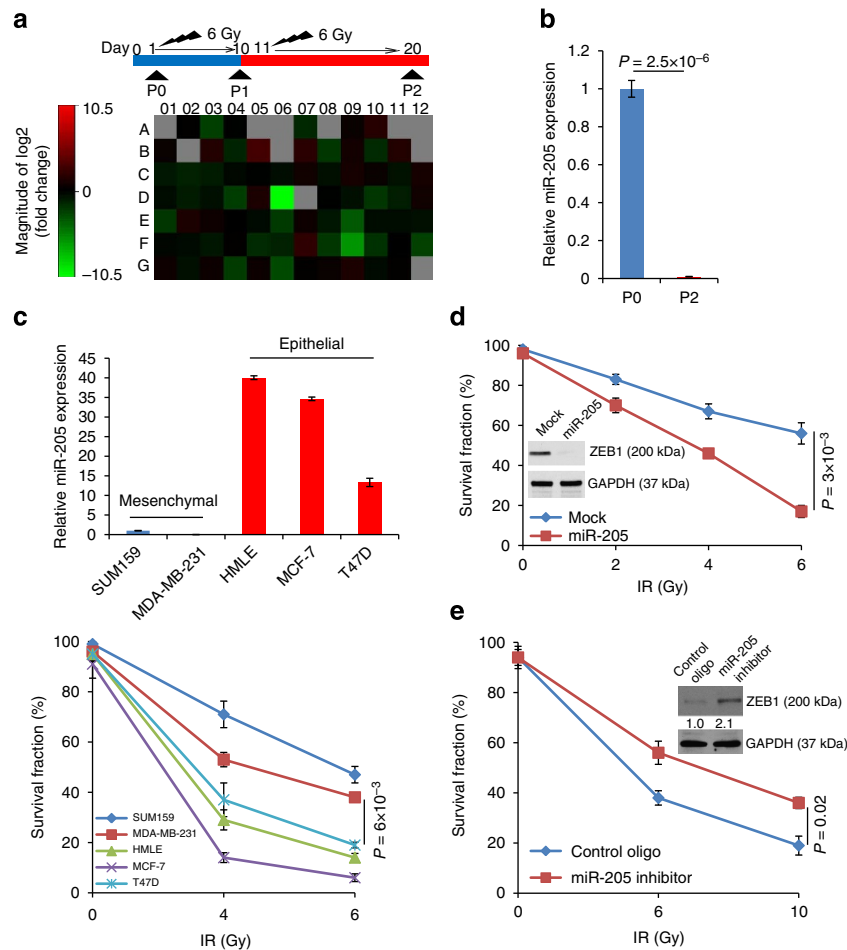 a
Day 0 1 6 Gy 10 11 6 Gy 20
P0 P1 P2
01 02 03 04 05 06 07 08 09 10 11 12
A
B
C
D
E
F
G
Magnitude of log2
(fold change)
10.5
0
−10.5
b
Relative miR-205 expression
1.2
1
0.8
0.6
0.4
0.2
0
P = 2.5×10−6
P0 P2
c
Relative miR-205 expression
45
40
35
30
25
20
15
10
5
0
Mesenchymal
Epithelial
SUM159
MDA-MB-231
HMLE
MCF-7
T47D
Survival fraction (%)
100
80
60
40
20
0
SUM159
MDA-MB-231
HMLE
MCF-7
T47D
P = 6×10−3
0 4 6
IR (Gy)
d
Survival fraction (%)
100
80
60
40
20
0
Mock miR-205
ZEB1 (200 kDa)
GAPDH (37 kDa)
Mock
miR-205
P = 3×10−3
0 2 4 6
IR (Gy)
e
Survival fraction (%)
100
80
60
40
20
0
Control oligo
miR-205 inhibitor
ZEB1 (200 kDa)
1.0 2.1
GAPDH (37 kDa)
Control oligo
miR-205 inhibitor
P = 0.02
0 6 10
IR (Gy)